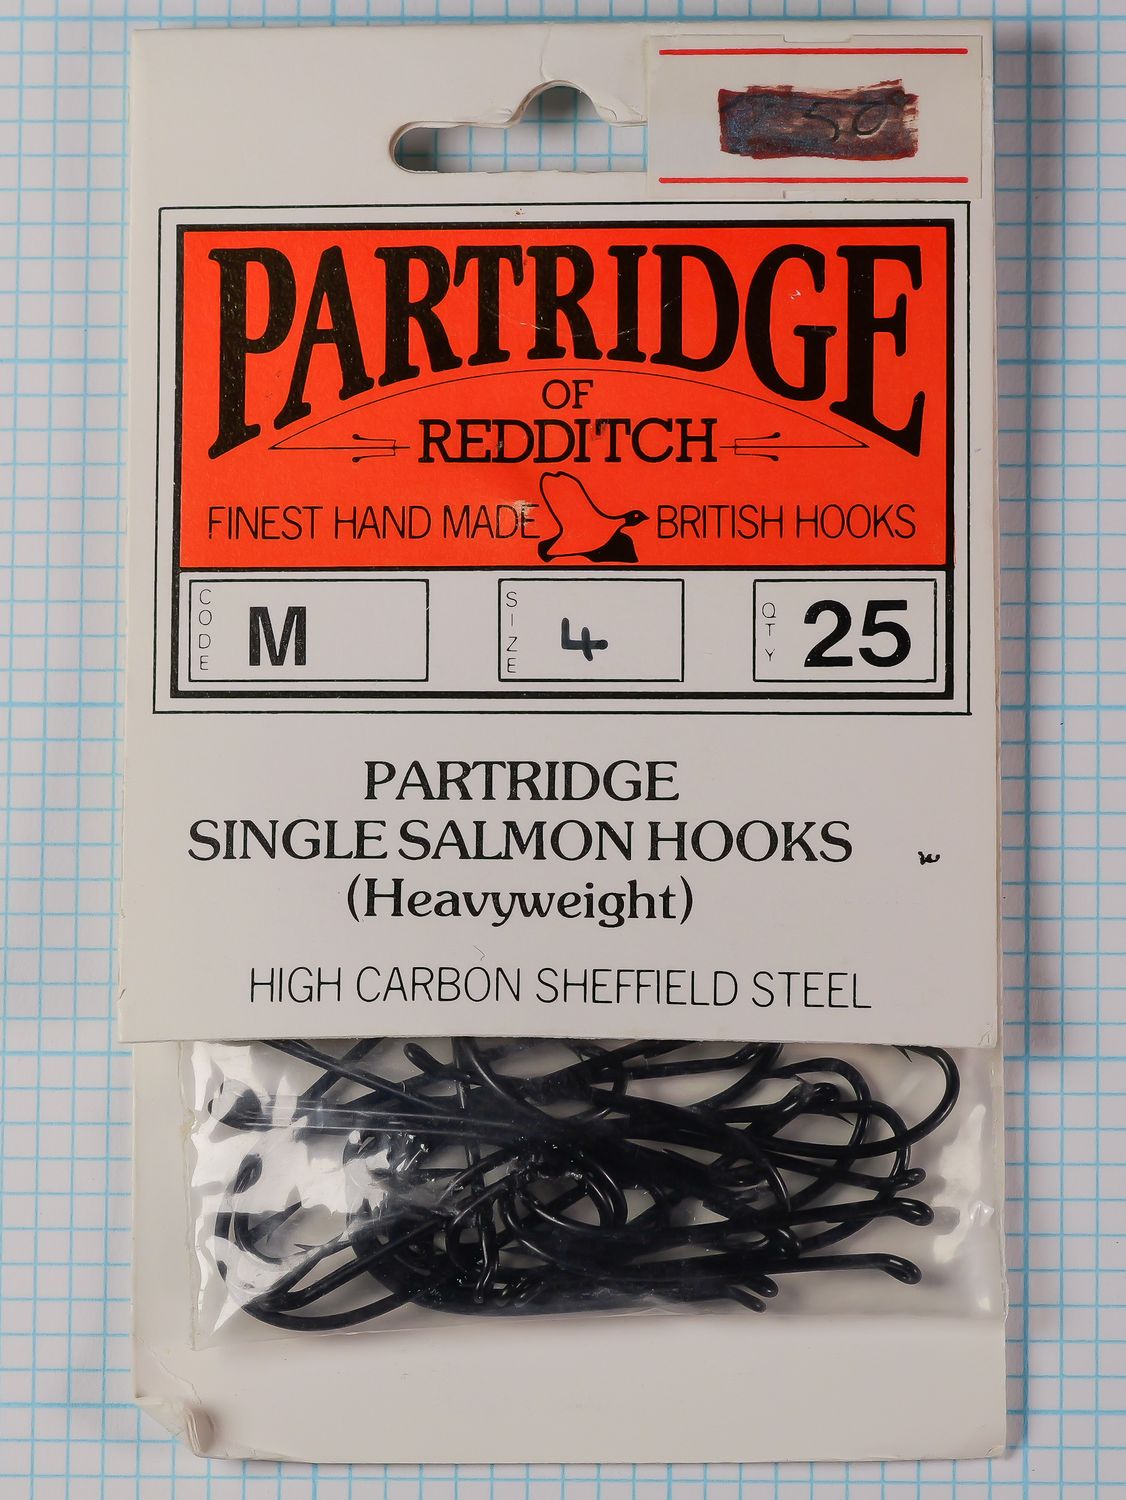 50
PARTRIDGE
OF
REDDITCH
FINEST HAND MADE BRITISH HOOKS
CODE M SIZE 4 QTY 25
PARTRIDGE
SINGLE SALMON HOOKS
(Heavyweight)
HIGH CARBON SHEFFIELD STEEL